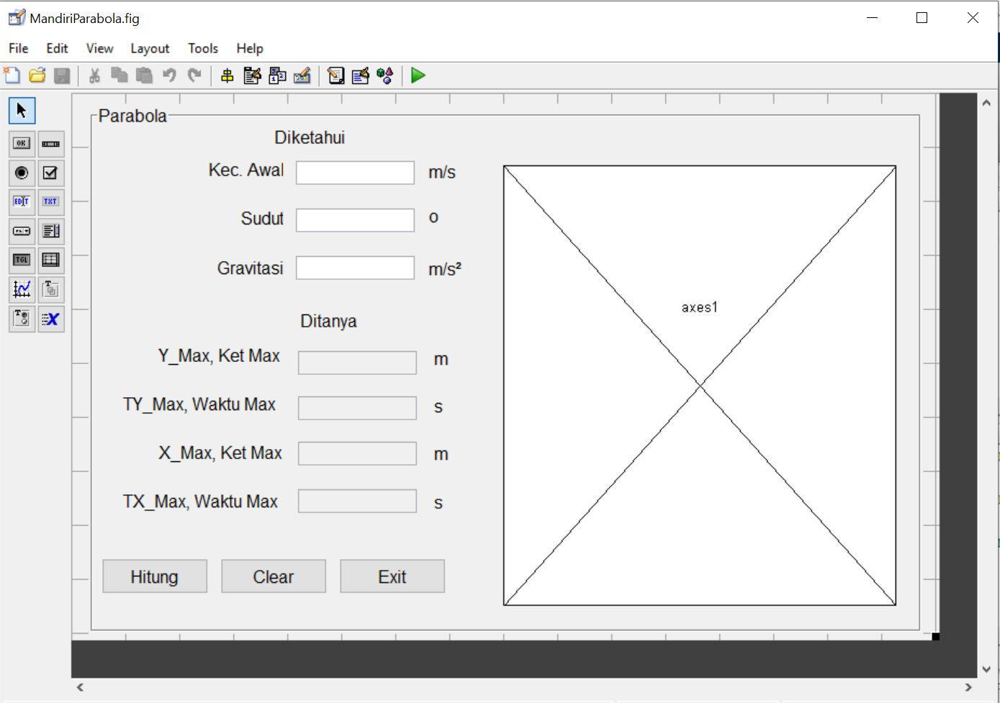 MandiriParabola.fig
File Edit View Layout Tools Help
OK
EDIT TXT
TGL
Parabola
Diketahui
Kec. Awal m/s
Sudut o
Gravitasi m/s²
axes1
Ditanya
Y_Max, Ket Max m
TY_Max, Waktu Max s
X_Max, Ket Max m
TX_Max, Waktu Max s
Hitung Clear Exit